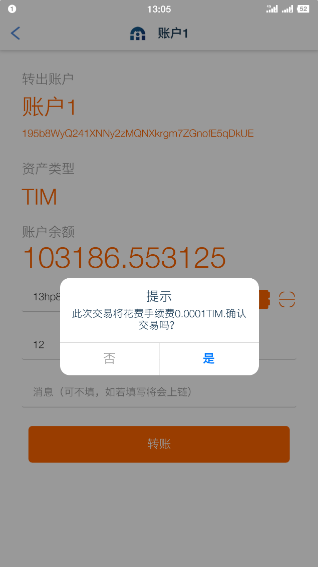 13:05
52
账户1
转出账户
账户1
195b8WyQ241XNNy2zMQNXkrgm7ZGnofE5qDkUE
资产类型
TIM
账户余额
103186.553125
13hp8
提示
此次交易将花费手续费0.0001TIM.确认
交易吗?
12
否
是
消息（可不填，如若填写将会上链）
转账